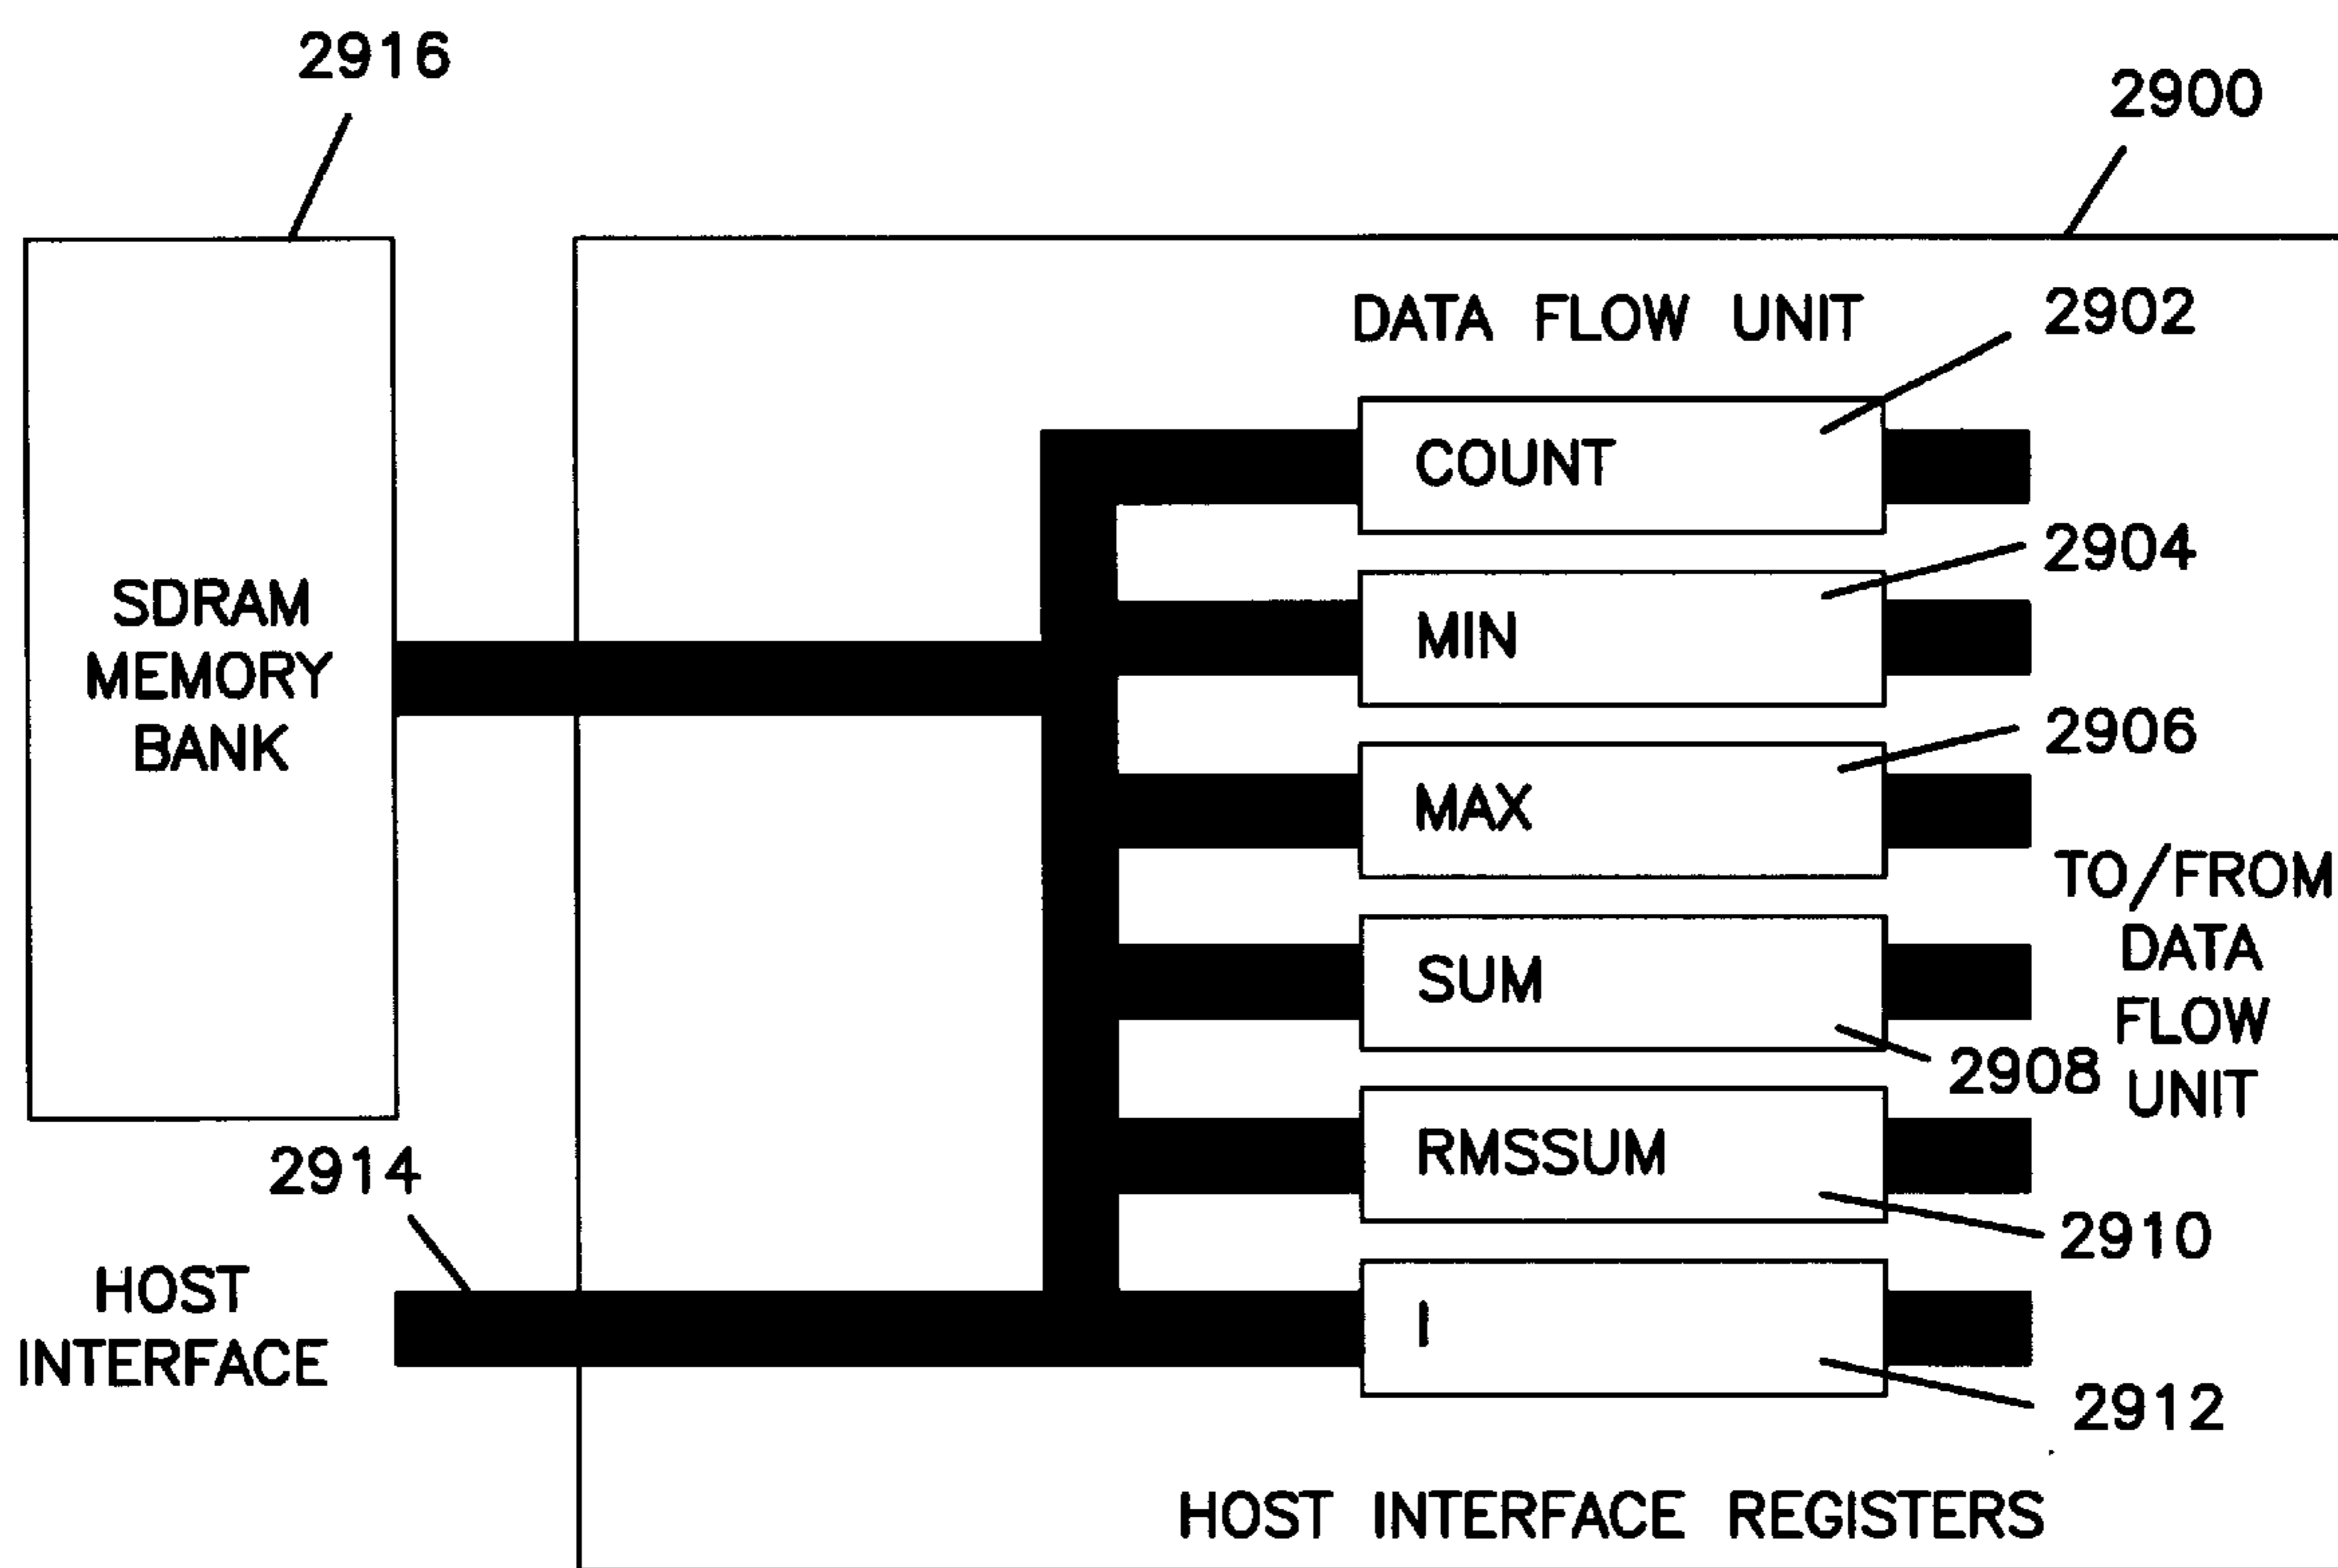 2916
2900
DATA FLOW UNIT
2902
COUNT
2904
MIN
2906
MAX
SDRAM
MEMORY
BANK
TO/FROM
DATA
FLOW
UNIT
SUM
2908
RMSSUM
2910
2914
HOST
INTERFACE
I
2912
HOST INTERFACE REGISTERS